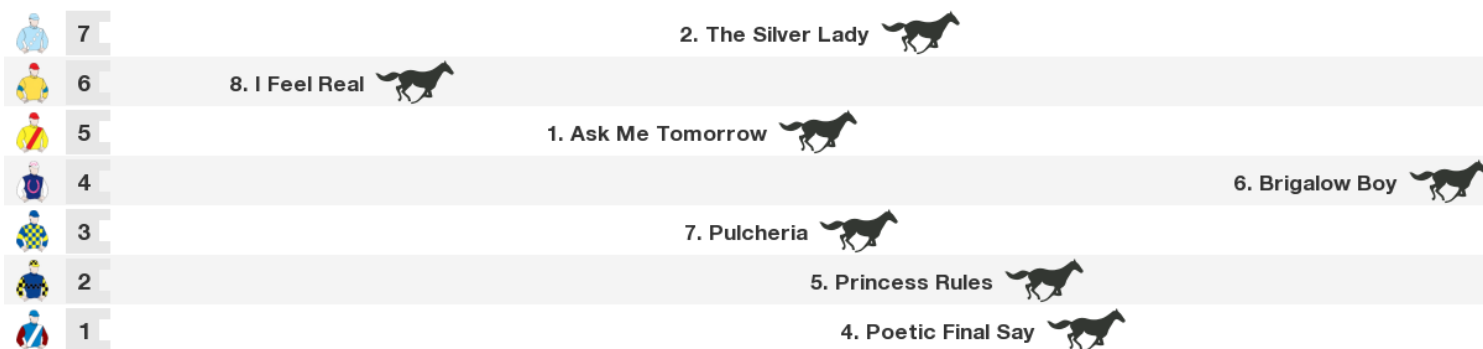 7 2. The Silver Lady
6 8. I Feel Real
5 1. Ask Me Tomorrow
4 6. Brigalow Boy
3 7. Pulcheria
2 5. Princess Rules
1 4. Poetic Final Say